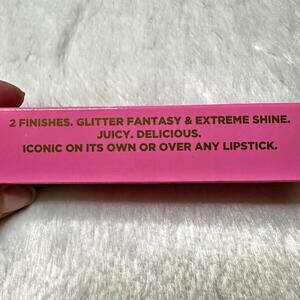 2 FINISHES. GLITTER FANTASY & EXTREME SHINE.
JUICY. DELICIOUS.
ICONIC ON ITS OWN OR OVER ANY LIPSTICK.